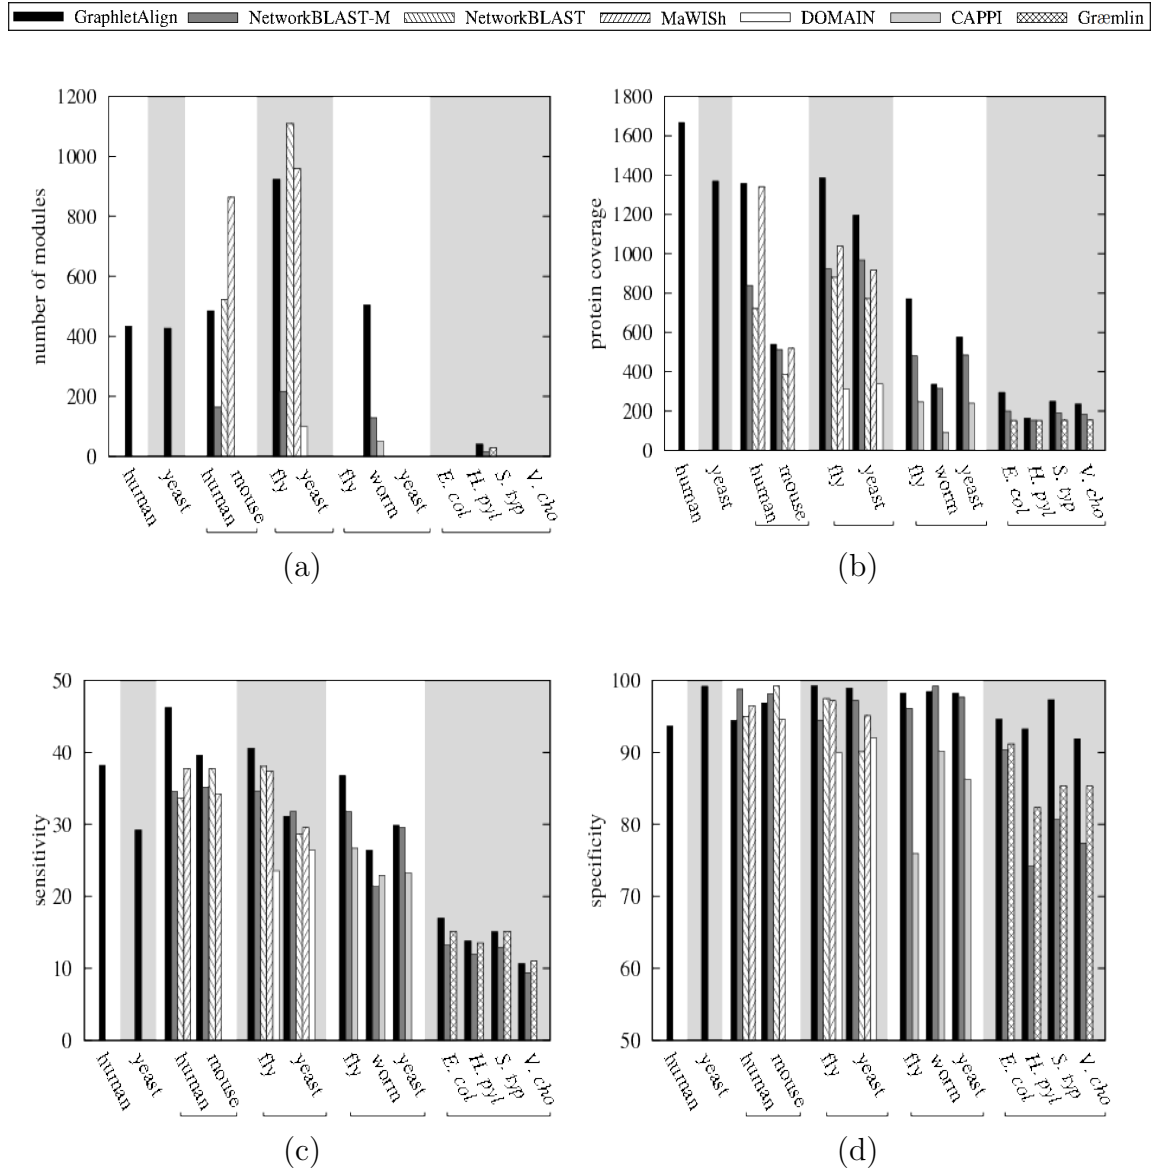 GraphletAlign NetworkBLAST-M NetworkBLAST MaWISh DOMAIN CAPPI Græmlin
number of modules
1200
1000
800
600
400
200
0
human yeast human mouse fly yeast fly worm yeast E. col H. pyl S. typ V. cho
(a)
protein coverage
1800
1600
1400
1200
1000
800
600
400
200
0
human yeast human mouse fly yeast fly worm yeast E. col H. pyl S. typ V. cho
(b)
sensitivity
50
40
30
20
10
0
human yeast human mouse fly yeast fly worm yeast E. col H. pyl S. typ V. cho
(c)
specificity
100
90
80
70
60
50
human yeast human mouse fly yeast fly worm yeast E. col H. pyl S. typ V. cho
(d)